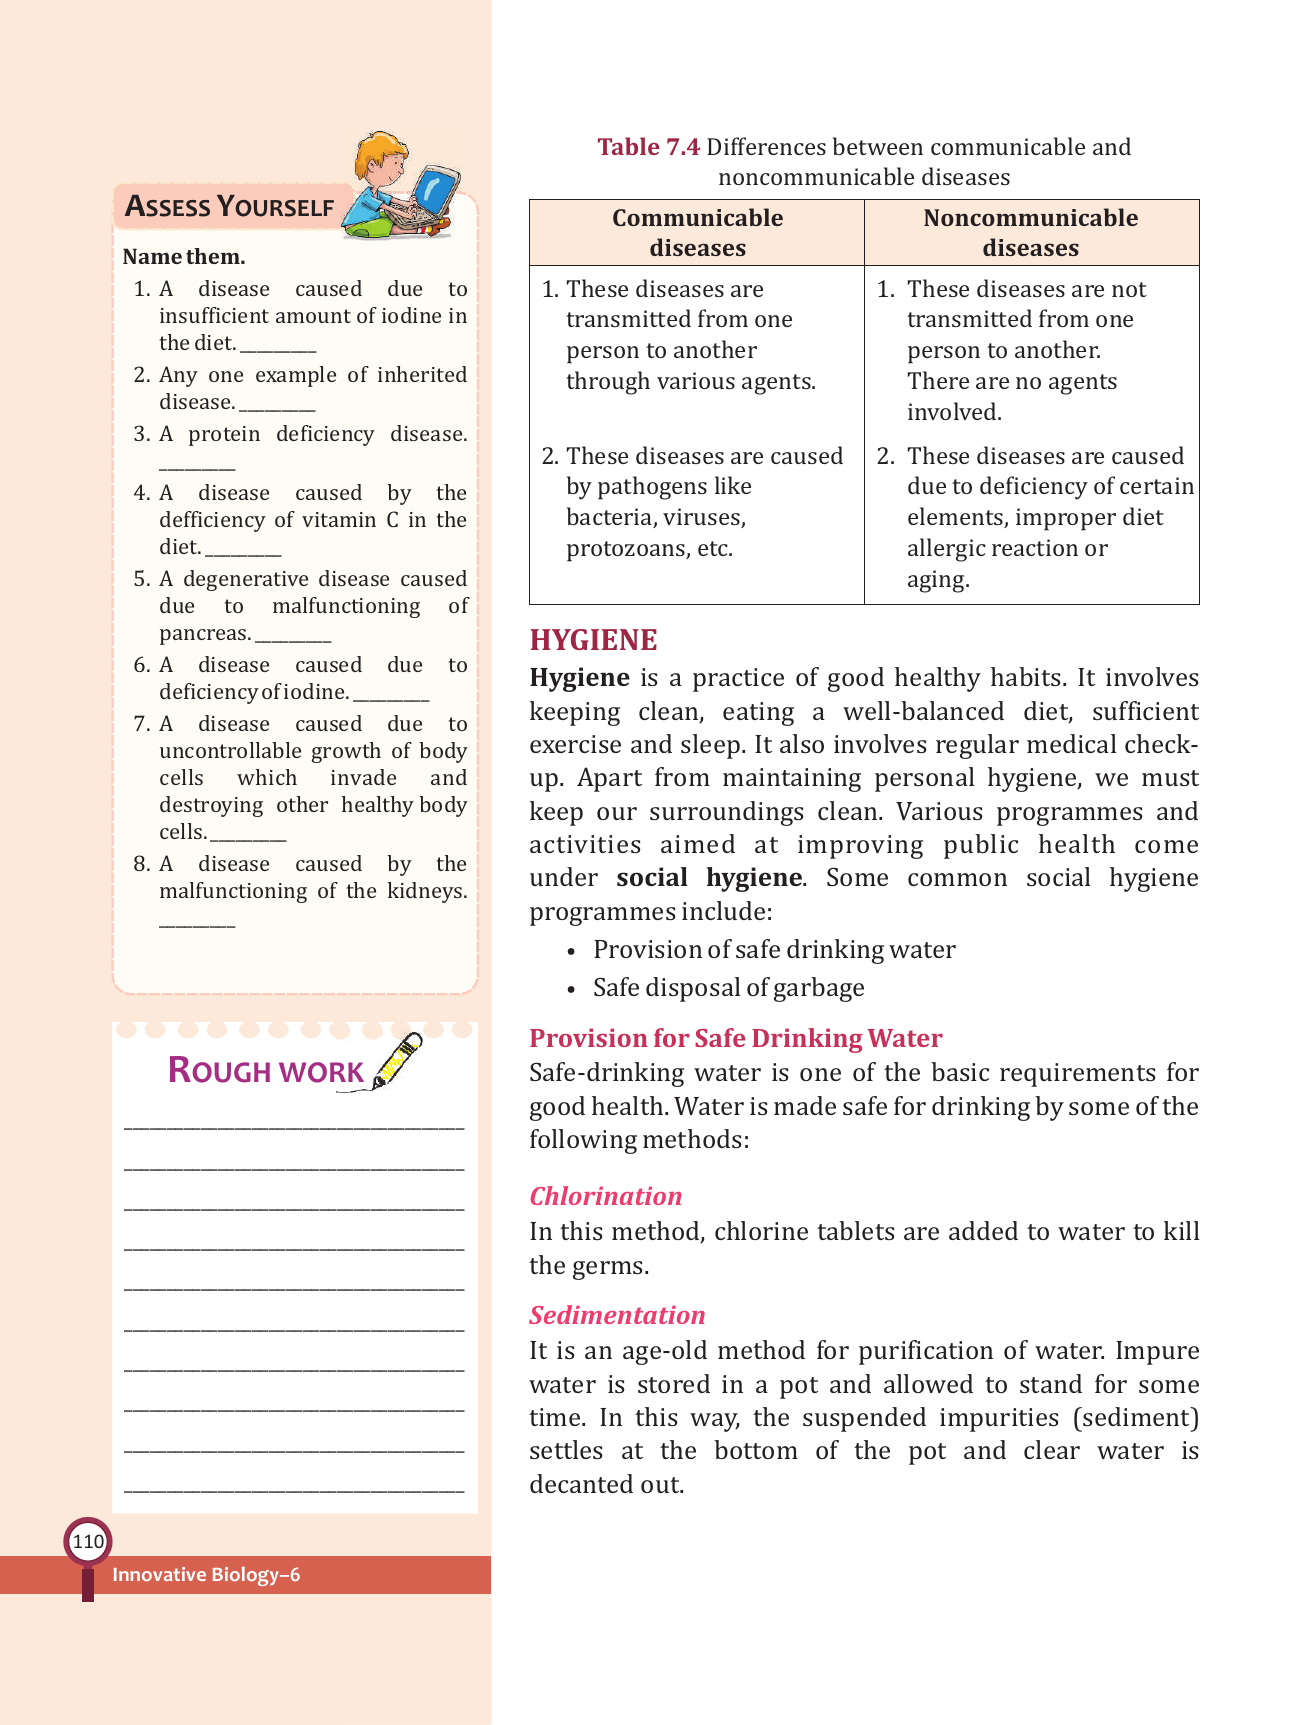 ASSESS YOURSELF
Name them.
1. A disease caused due to
insufficient amount of iodine in
the diet. _________
2. Any one example of inherited
disease. _________
3. A protein deficiency disease.
_________
4. A disease caused by the
defficiency of vitamin C in the
diet. _________
5. A degenerative disease caused
due to malfunctioning of
pancreas. _________
6. A disease caused due to
deficiency of iodine. _________
7. A disease caused due to
uncontrollable growth of body
cells which invade and
destroying other healthy body
cells. _________
8. A disease caused by the
malfunctioning of the kidneys.
_________
ROUGH WORK
110
Innovative Biology–6
Table 7.4 Differences between communicable and
noncommunicable diseases
Communicable
diseases
Noncommunicable
diseases
1. These diseases are
transmitted from one
person to another
through various agents.
1. These diseases are not
transmitted from one
person to another.
There are no agents
involved.
2. These diseases are caused
by pathogens like
bacteria, viruses,
protozoans, etc.
2. These diseases are caused
due to deficiency of certain
elements, improper diet
allergic reaction or
aging.
HYGIENE
Hygiene is a practice of good healthy habits. It involves
keeping clean, eating a well-balanced diet, sufficient
exercise and sleep. It also involves regular medical check-
up. Apart from maintaining personal hygiene, we must
keep our surroundings clean. Various programmes and
activities aimed at improving public health come
under social hygiene. Some common social hygiene
programmes include:
• Provision of safe drinking water
• Safe disposal of garbage
Provision for Safe Drinking Water
Safe-drinking water is one of the basic requirements for
good health. Water is made safe for drinking by some of the
following methods:
Chlorination
In this method, chlorine tablets are added to water to kill
the germs.
Sedimentation
It is an age-old method for purification of water. Impure
water is stored in a pot and allowed to stand for some
time. In this way, the suspended impurities (sediment)
settles at the bottom of the pot and clear water is
decanted out.